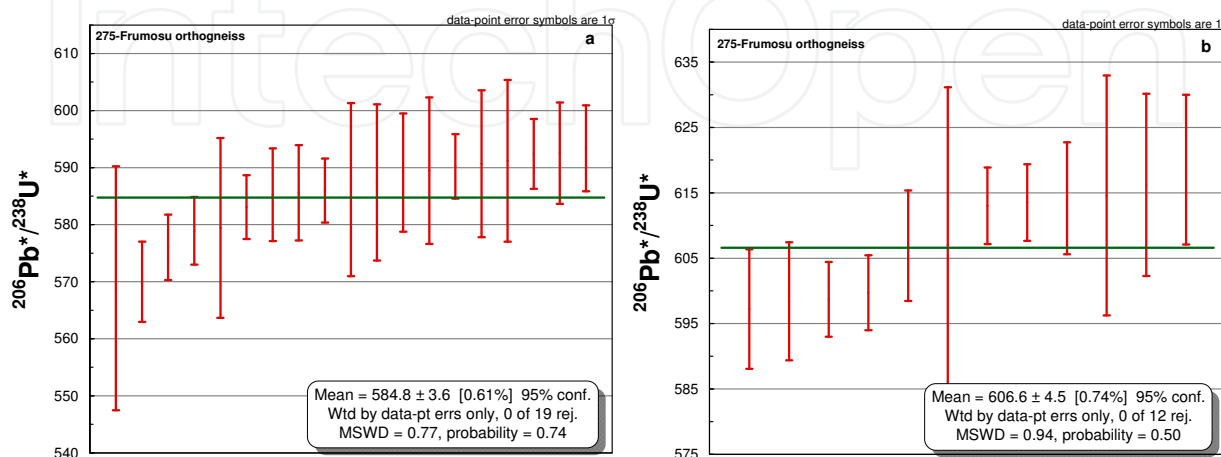 IntechOpen
data-point error symbols are 1σ
275-Frumosu orthogneiss
a
610
600
590
580
570
560
550
540
206Pb*/238U*
Mean = 584.8 ± 3.6 [0.61%] 95% conf.
Wtd by data-pt errs only, 0 of 19 rej.
MSWD = 0.77, probability = 0.74
data-point error symbols are 1
275-Frumosu orthogneiss
b
635
625
615
605
595
585
575
206Pb*/238U*
Mean = 606.6 ± 4.5 [0.74%] 95% conf.
Wtd by data-pt errs only, 0 of 12 rej.
MSWD = 0.94, probability = 0.50